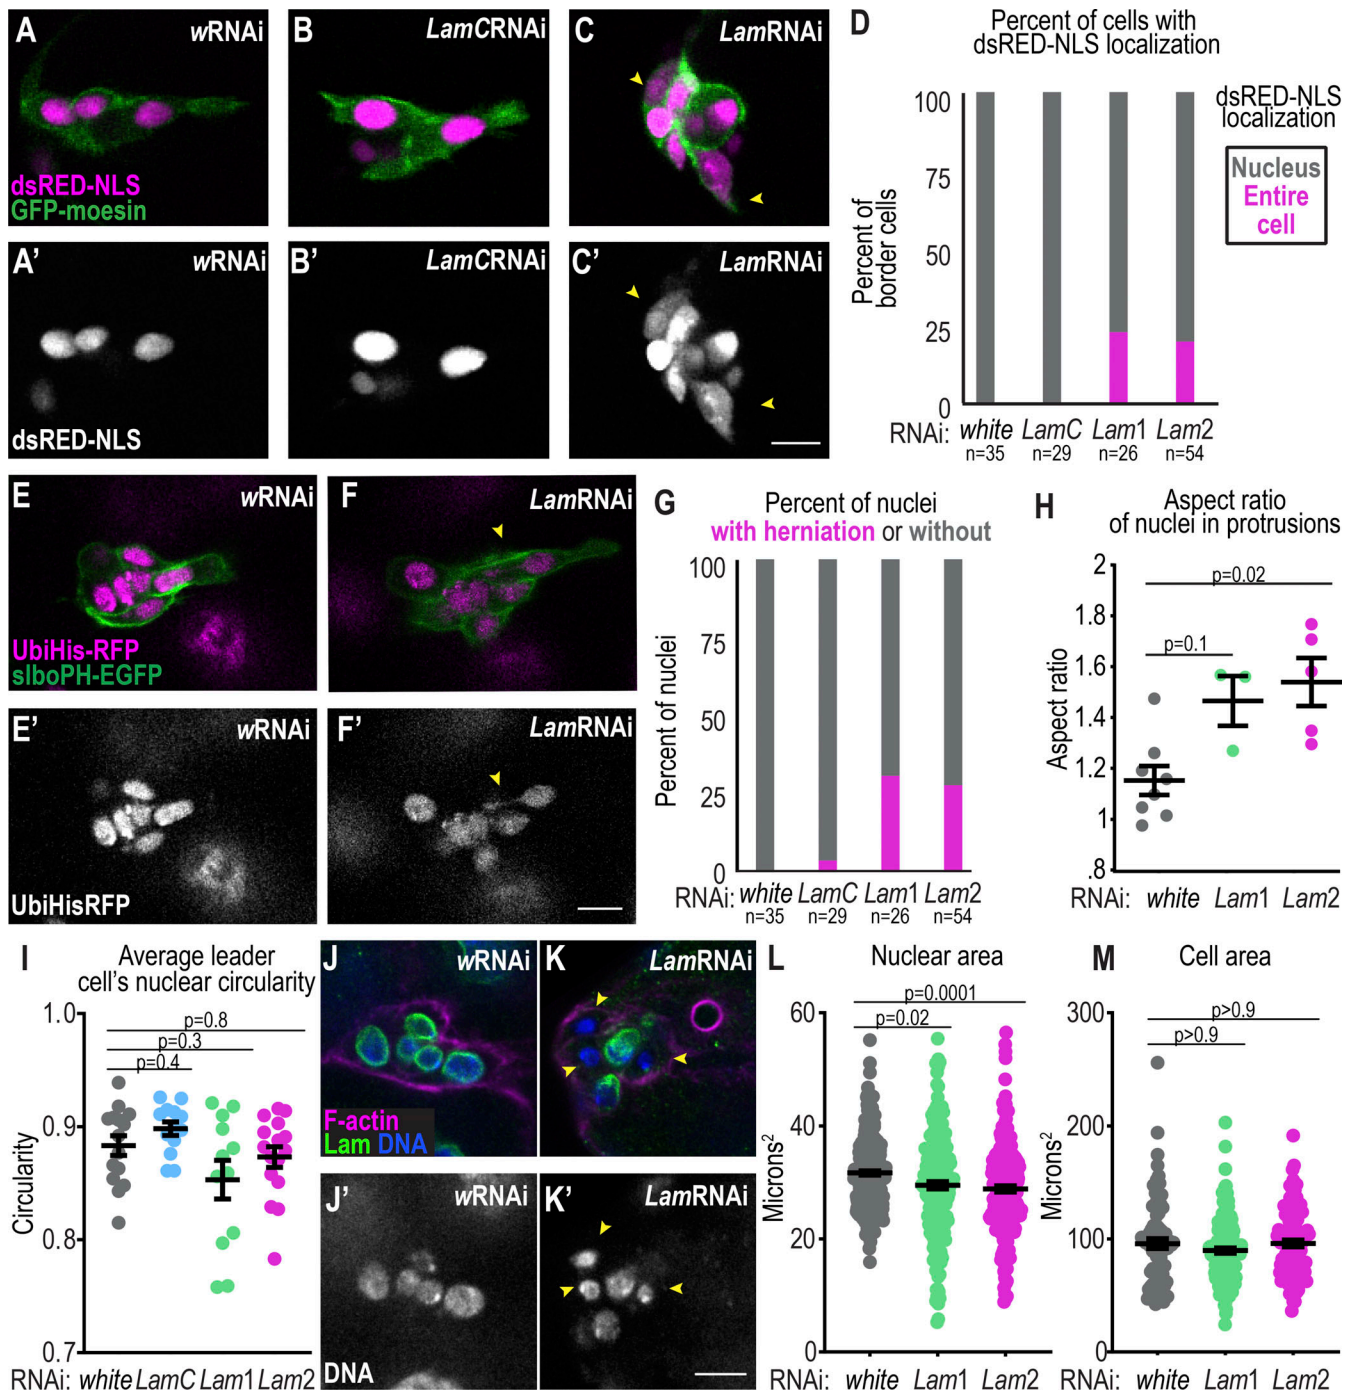 A
wRNAi
dsRED-NLS
GFP-moesin
B
LamCRNAi
C
LamRNAi
A’
wRNAi
dsRED-NLS
B’
LamCRNAi
C’
LamRNAi
D
Percent of cells with
dsRED-NLS localization
Percent of
border cells
100
75
50
25
0
RNAi: white LamC Lam1 Lam2
n=35 n=29 n=26 n=54
dsRED-NLS
localization
Nucleus
Entire
cell
E
wRNAi
UbiHis-RFP
slboPH-EGFP
F
LamRNAi
E’
wRNAi
UbiHisRFP
F’
LamRNAi
G
Percent of nuclei
with herniation or without
Percent of nuclei
100
75
50
25
0
RNAi: white LamC Lam1 Lam2
n=35 n=29 n=26 n=54
H
Aspect ratio
of nuclei in protrusions
Aspect ratio
2
1.8
1.6
1.4
1.2
1
.8
p=0.02
p=0.1
RNAi: white Lam1 Lam2
I
Average leader
cell’s nuclear circularity
Circularity
1.0
0.9
0.8
0.7
p=0.8
p=0.3
p=0.4
RNAi: white LamC Lam1 Lam2
J
wRNAi
F-actin
Lam DNA
K
LamRNAi
J’
wRNAi
DNA
K’
LamRNAi
L
Nuclear area
Microns2
60
40
20
0
p=0.0001
p=0.02
RNAi: white Lam1 Lam2
M
Cell area
Microns2
300
200
100
0
p>0.9
p>0.9
RNAi: white Lam1 Lam2